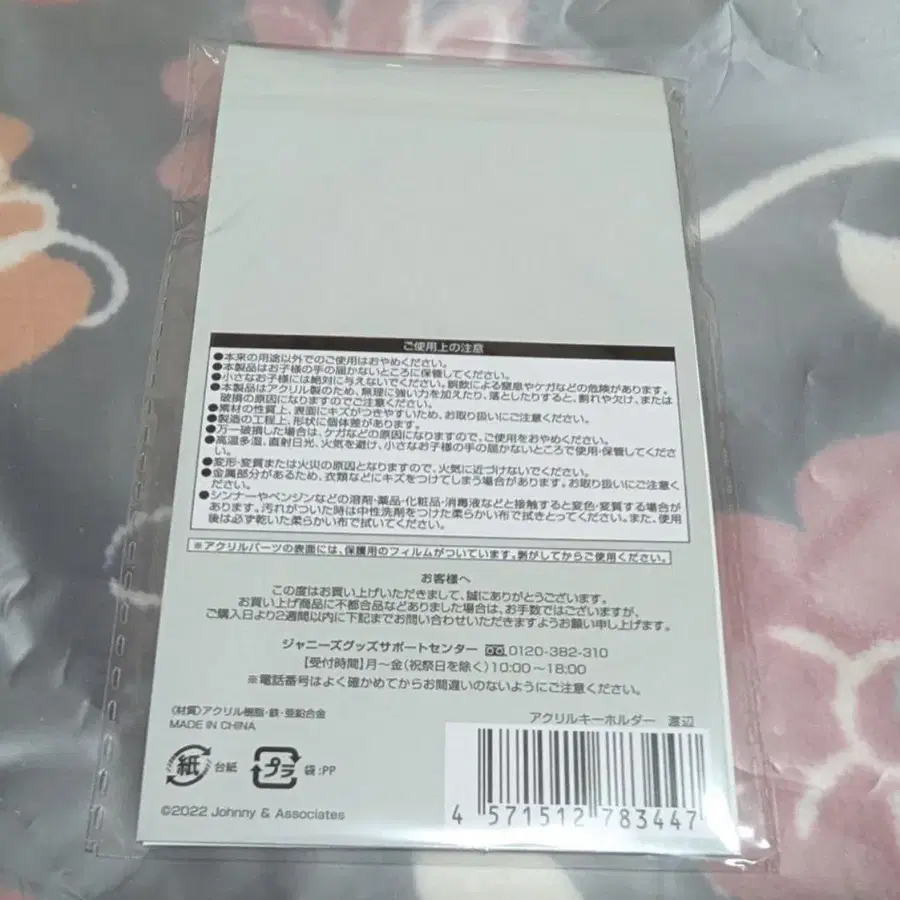 ご使用上の注意
●本来の用途以外でのご使用はおやめください。
●本製品はお子様の手の届かないところに保管してください。
●小さなお子様には絶対に与えないでください。誤飲による窒息やケガなどの危険があります。
●本製品はアクリル製のため、無理に強い力を加えたり、落としたりすると、割れや欠け、または
破損の原因になりますのでご注意ください。
●素材の性質上、表面にキズがつきやすいため、お取り扱いにご注意ください。
●製造の工程上、形状に個体差があります。
●万一破損した場合は、ケガなどの原因になりますので、ご使用をおやめください。
●高温多湿、直射日光、火気を避け、小さなお子様の手の届かないところで使用・保管してください。
●変形・変質または火災の原因となりますので、火気に近づけないでください。
●金属部分があるため、衣類などにキズをつけてしまう場合があります。お取り扱いにご注意くだ
さい。
●シンナーやベンジンなどの溶剤・薬品・化粧品・消毒液などと接触すると変色・変質する場合が
あります。汚れがついた時は中性洗剤をつけた柔らかい布で拭きとってください。また、使用
後は必ず乾いた柔らかい布で拭いてください。
※アクリルパーツの表面には、保護用のフィルムがついています。剥がしてからご使用ください。
お客様へ
この度はお買い上げいただきまして、誠にありがとうございます。
お買い上げ商品に不都合品などありました場合は、お手数ではございますが、
ご購入日より2週間以内に下記までお問い合わせいただきますようお願い申し上げます。
ジャニーズグッズサポートセンター 0120-382-310
【受付時間】月〜金(祝祭日を除く)10:00〜18:00
※電話番号はよく確かめてからお間違いのないようにご注意ください。
〈材質〉アクリル樹脂・鉄・亜鉛合金
MADE IN CHINA
アクリルキーホルダー 渡辺
紙 台紙 プラ 袋:PP
©2022 Johnny & Associates
4 571512 783447